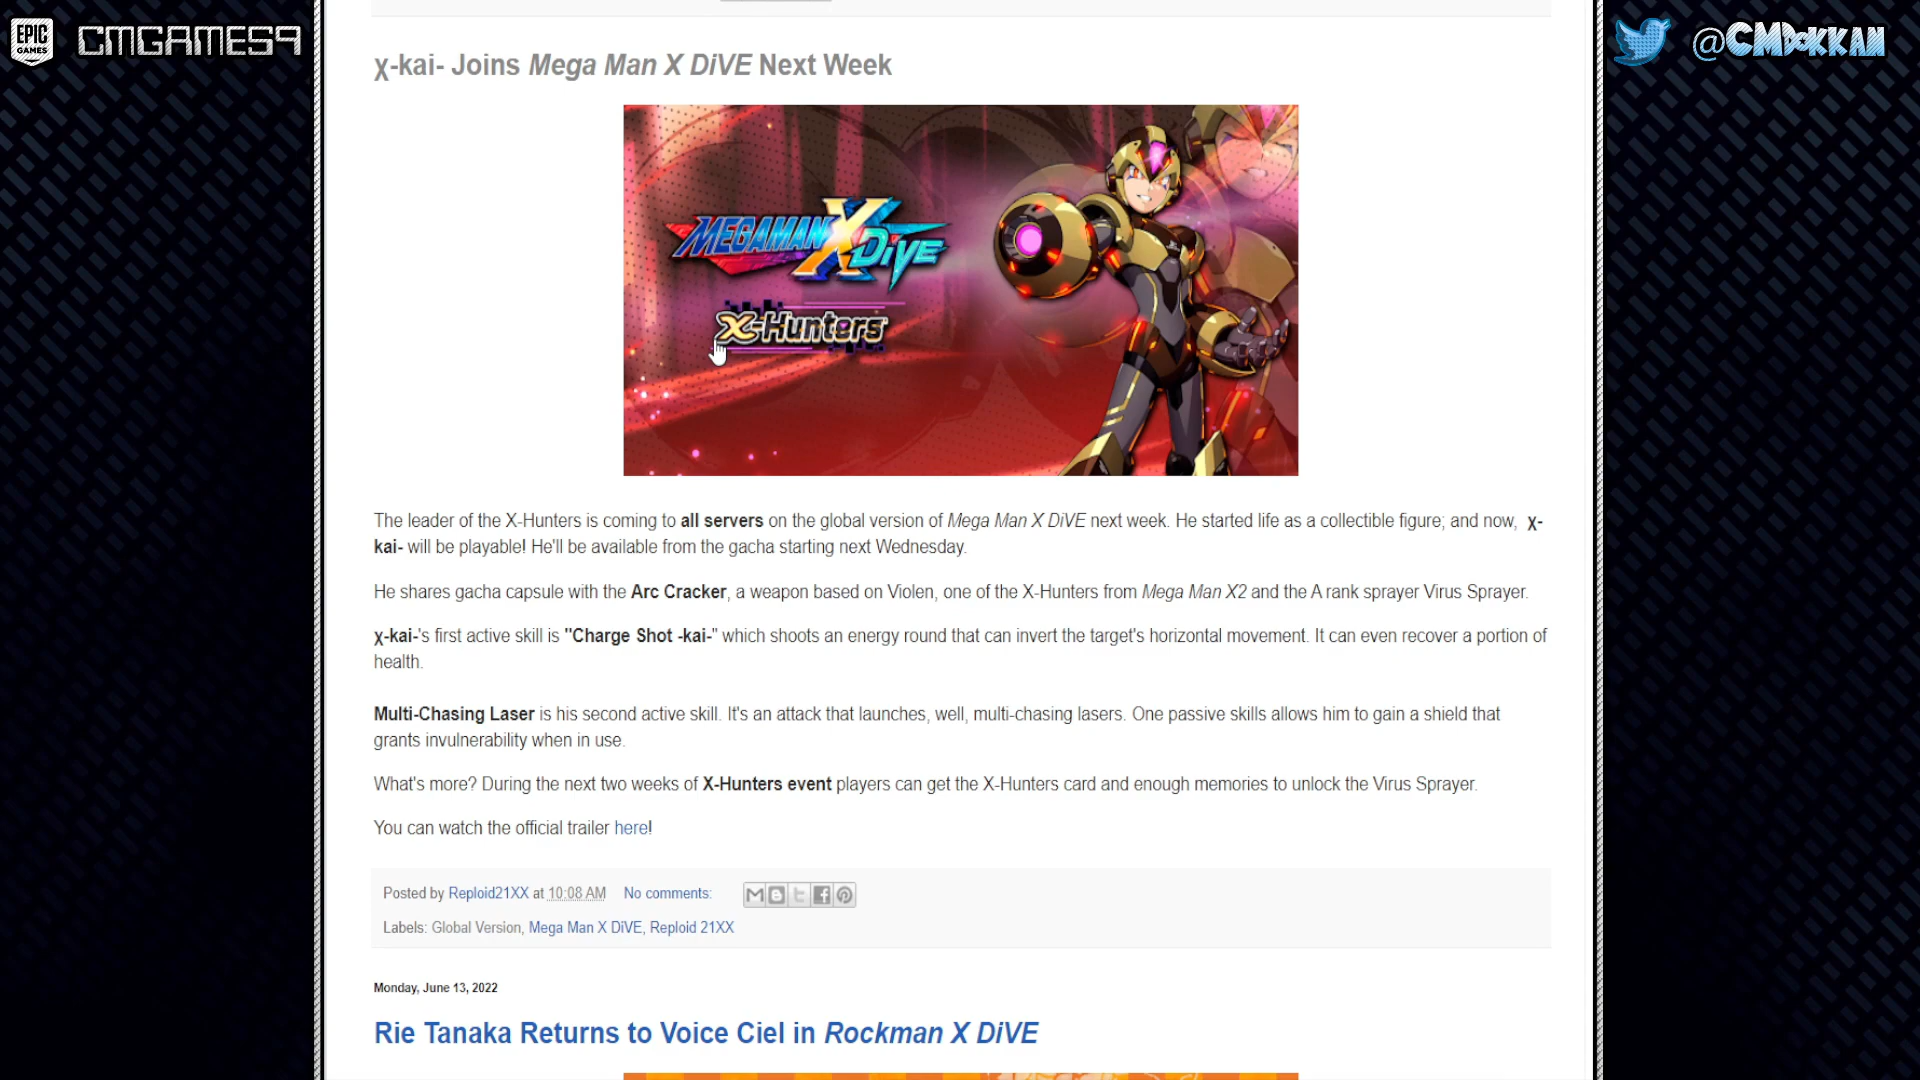 EPIC
GAMES
CMGAMES9
@CMDOKKAN
χ-kai- Joins Mega Man X DiVE Next Week
MEGAMAN X DiVE
X-Hunters
The leader of the X-Hunters is coming to all servers on the global version of Mega Man X DiVE next week. He started life as a collectible figure; and now, χ-
kai- will be playable! He'll be available from the gacha starting next Wednesday.
He shares gacha capsule with the Arc Cracker, a weapon based on Violen, one of the X-Hunters from Mega Man X2 and the A rank sprayer Virus Sprayer.
χ-kai-'s first active skill is "Charge Shot -kai-" which shoots an energy round that can invert the target's horizontal movement. It can even recover a portion of
health.
Multi-Chasing Laser is his second active skill. It's an attack that launches, well, multi-chasing lasers. One passive skills allows him to gain a shield that
grants invulnerability when in use.
What's more? During the next two weeks of X-Hunters event players can get the X-Hunters card and enough memories to unlock the Virus Sprayer.
You can watch the official trailer here!
Posted by Reploid21XX at 10:08 AM No comments:
Labels: Global Version, Mega Man X DiVE, Reploid 21XX
Monday, June 13, 2022
Rie Tanaka Returns to Voice Ciel in Rockman X DiVE